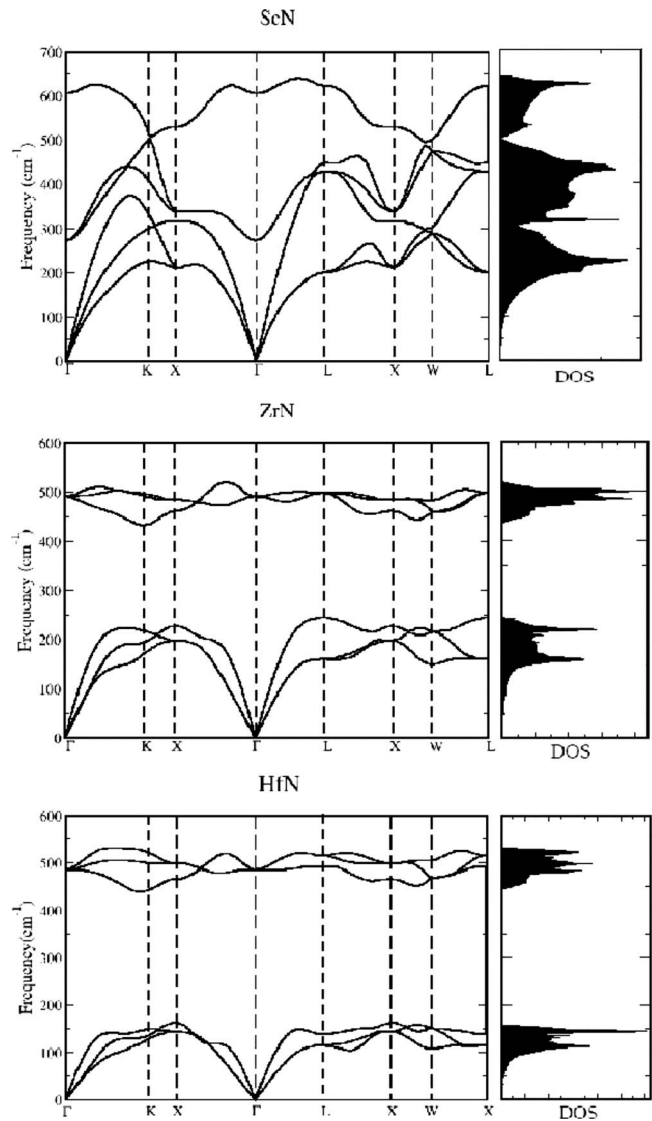 ScN
700
600
500
400
300
200
100
0
Frequency (cm⁻¹)
Γ K X Γ L X W L
DOS
ZrN
600
500
400
300
200
100
0
Frequency (cm⁻¹)
Γ K X Γ L X W L
DOS
HfN
600
500
400
300
200
100
0
Frequency(cm⁻¹)
Γ K X Γ L X W X
DOS